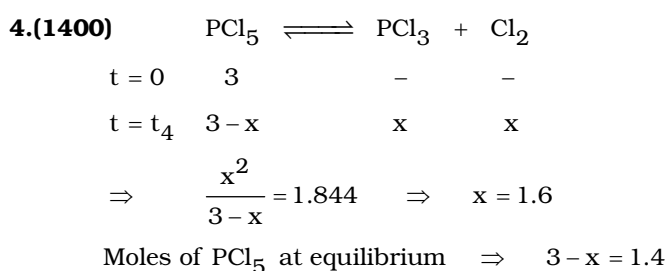 4.(1400) PCl₅ ⇌ PCl₃ + Cl₂
t = 0 3 – –
t = t₄ 3 – x x x
⇒ x²/(3 – x) = 1.844 ⇒ x = 1.6
Moles of PCl₅ at equilibrium ⇒ 3 – x = 1.4